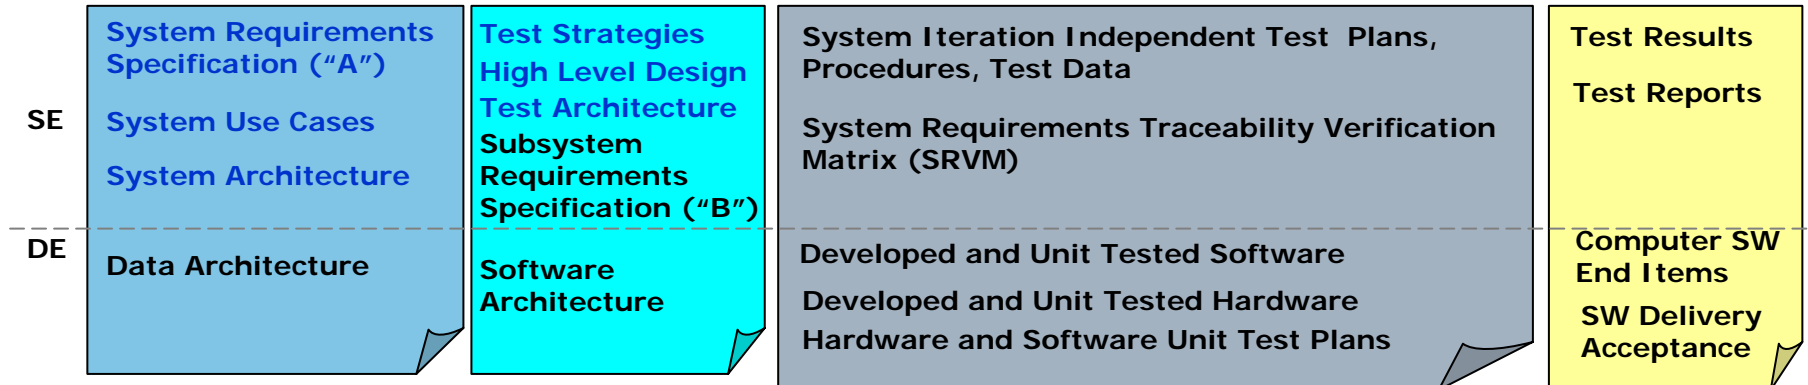 SE
DE
System Requirements
Specification (“A”)
System Use Cases
System Architecture
Data Architecture
Test Strategies
High Level Design
Test Architecture
Subsystem
Requirements
Specification (“B”)
Software
Architecture
System Iteration Independent Test Plans,
Procedures, Test Data
System Requirements Traceability Verification
Matrix (SRVM)
Developed and Unit Tested Software
Developed and Unit Tested Hardware
Hardware and Software Unit Test Plans
Test Results
Test Reports
Computer SW
End Items
SW Delivery
Acceptance